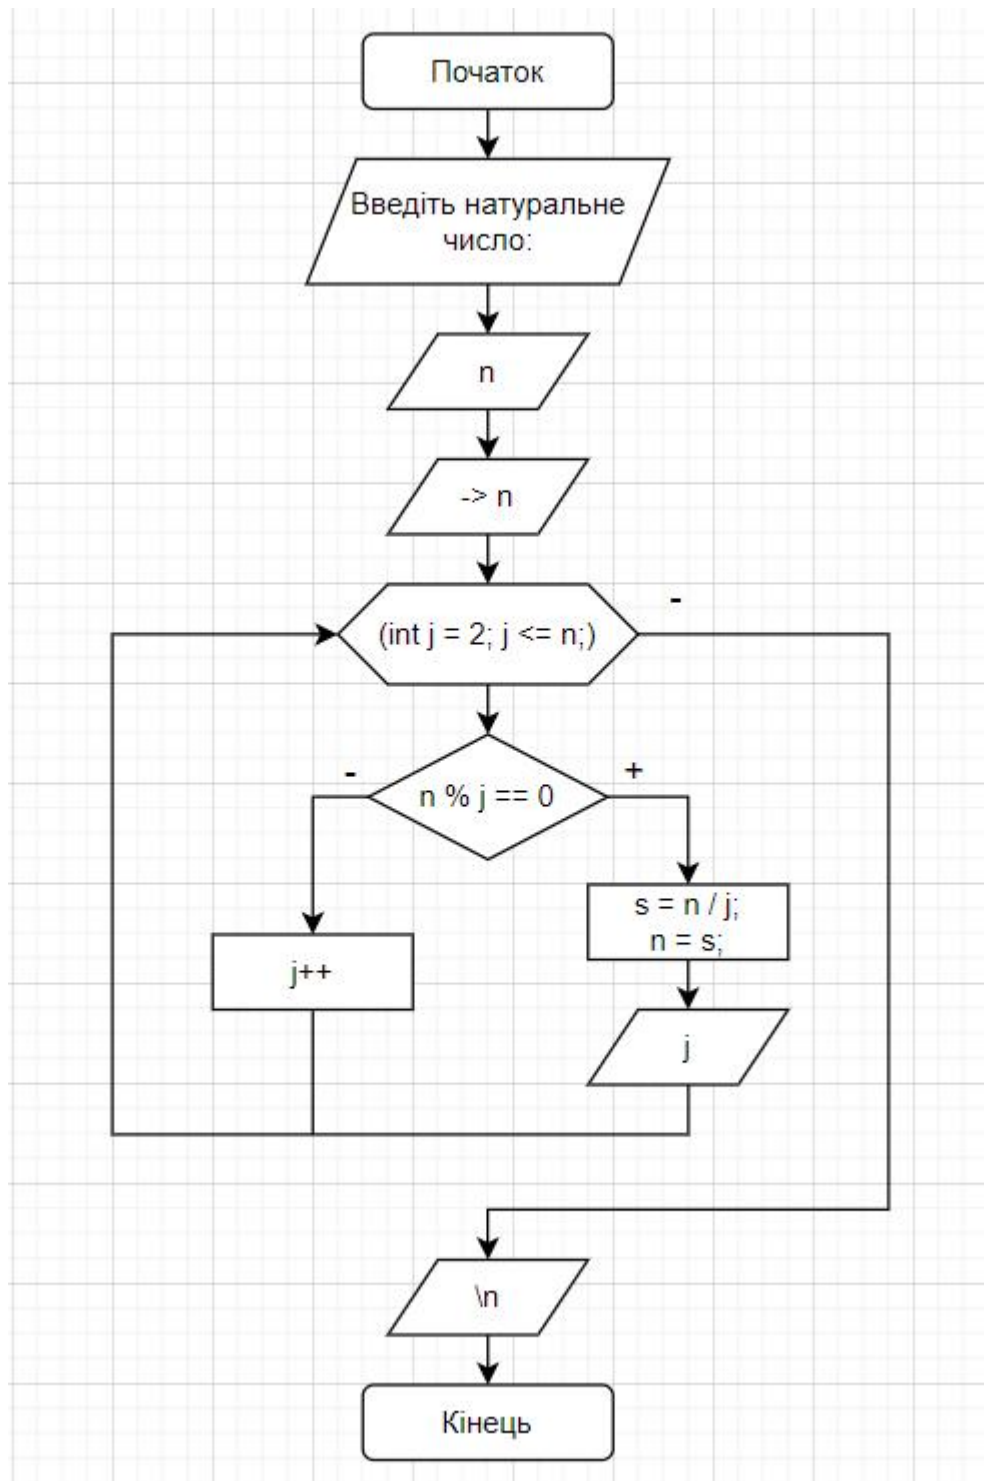 Початок
Введіть натуральне
число:
n
-> n
(int j = 2; j <= n;)
-
n % j == 0
-
+
s = n / j;
n = s;
j++
j
\n
Кінець